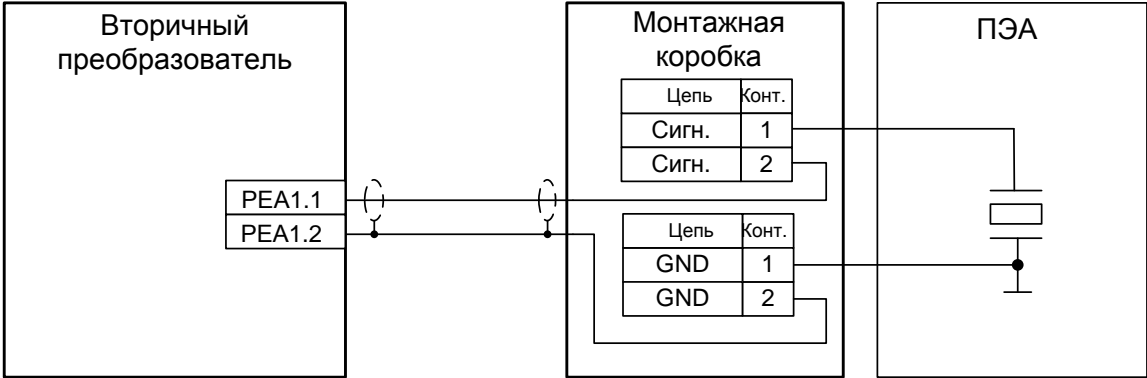 Вторичный
преобразователь
PEA1.1
PEA1.2
Монтажная
коробка
Цепь Конт.
Сигн. 1
Сигн. 2
Цепь Конт.
GND 1
GND 2
ПЭА